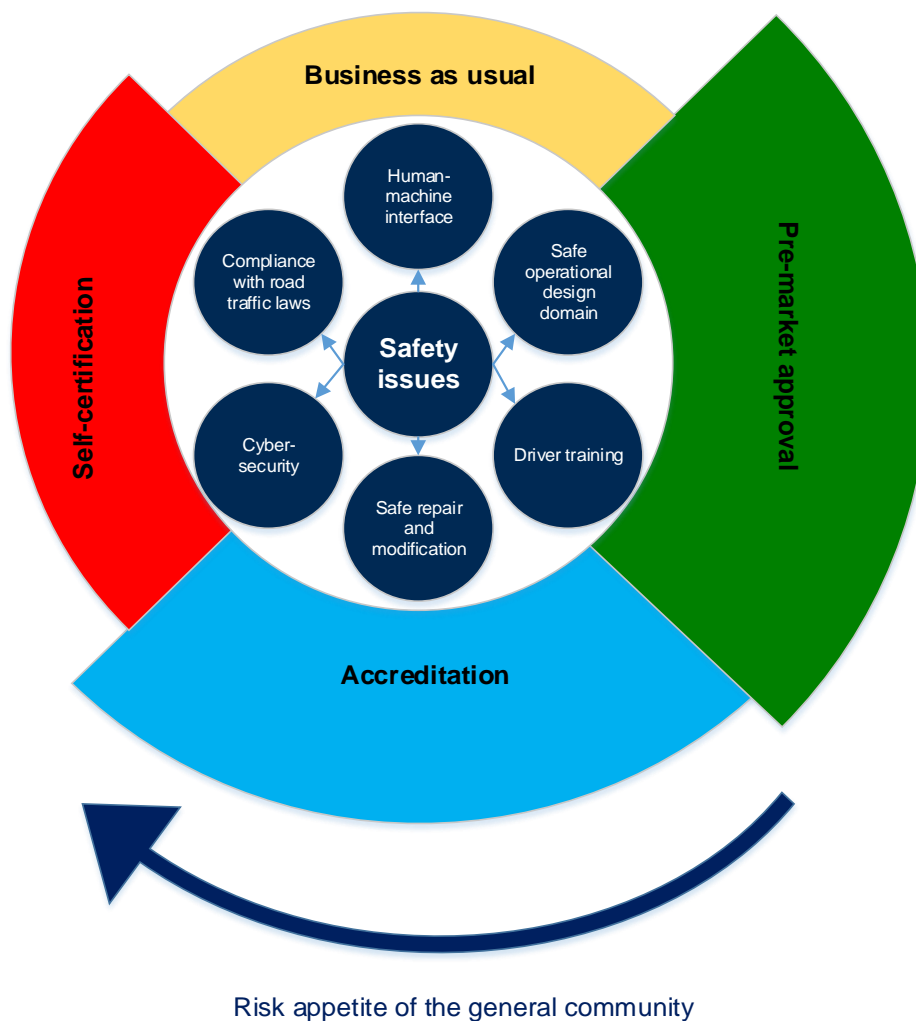 Business as usual
Human-
machine
interface
Compliance
with road
traffic laws
Safe
operational
design
domain
Self-certification
Safety
issues
Pre-market approval
Cyber-
security
Driver training
Safe repair
and
modification
Accreditation
Risk appetite of the general community